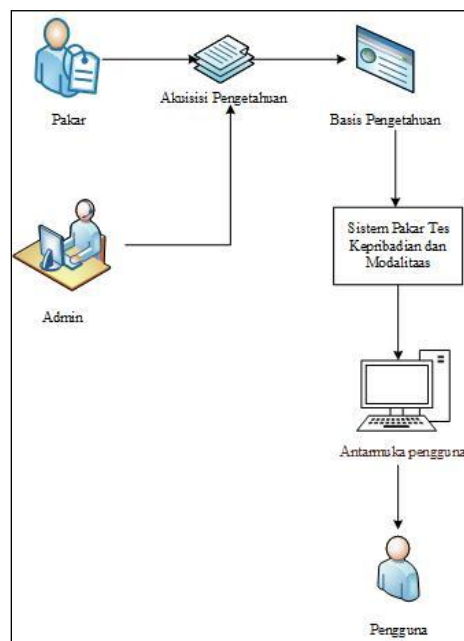 Pakar
Akuisisi Pengetahuan
Basis Pengetahuan
Sistem Pakar Tes
Kepribadian dan
Modalitaas
Admin
Antarmuka pengguna
Pengguna